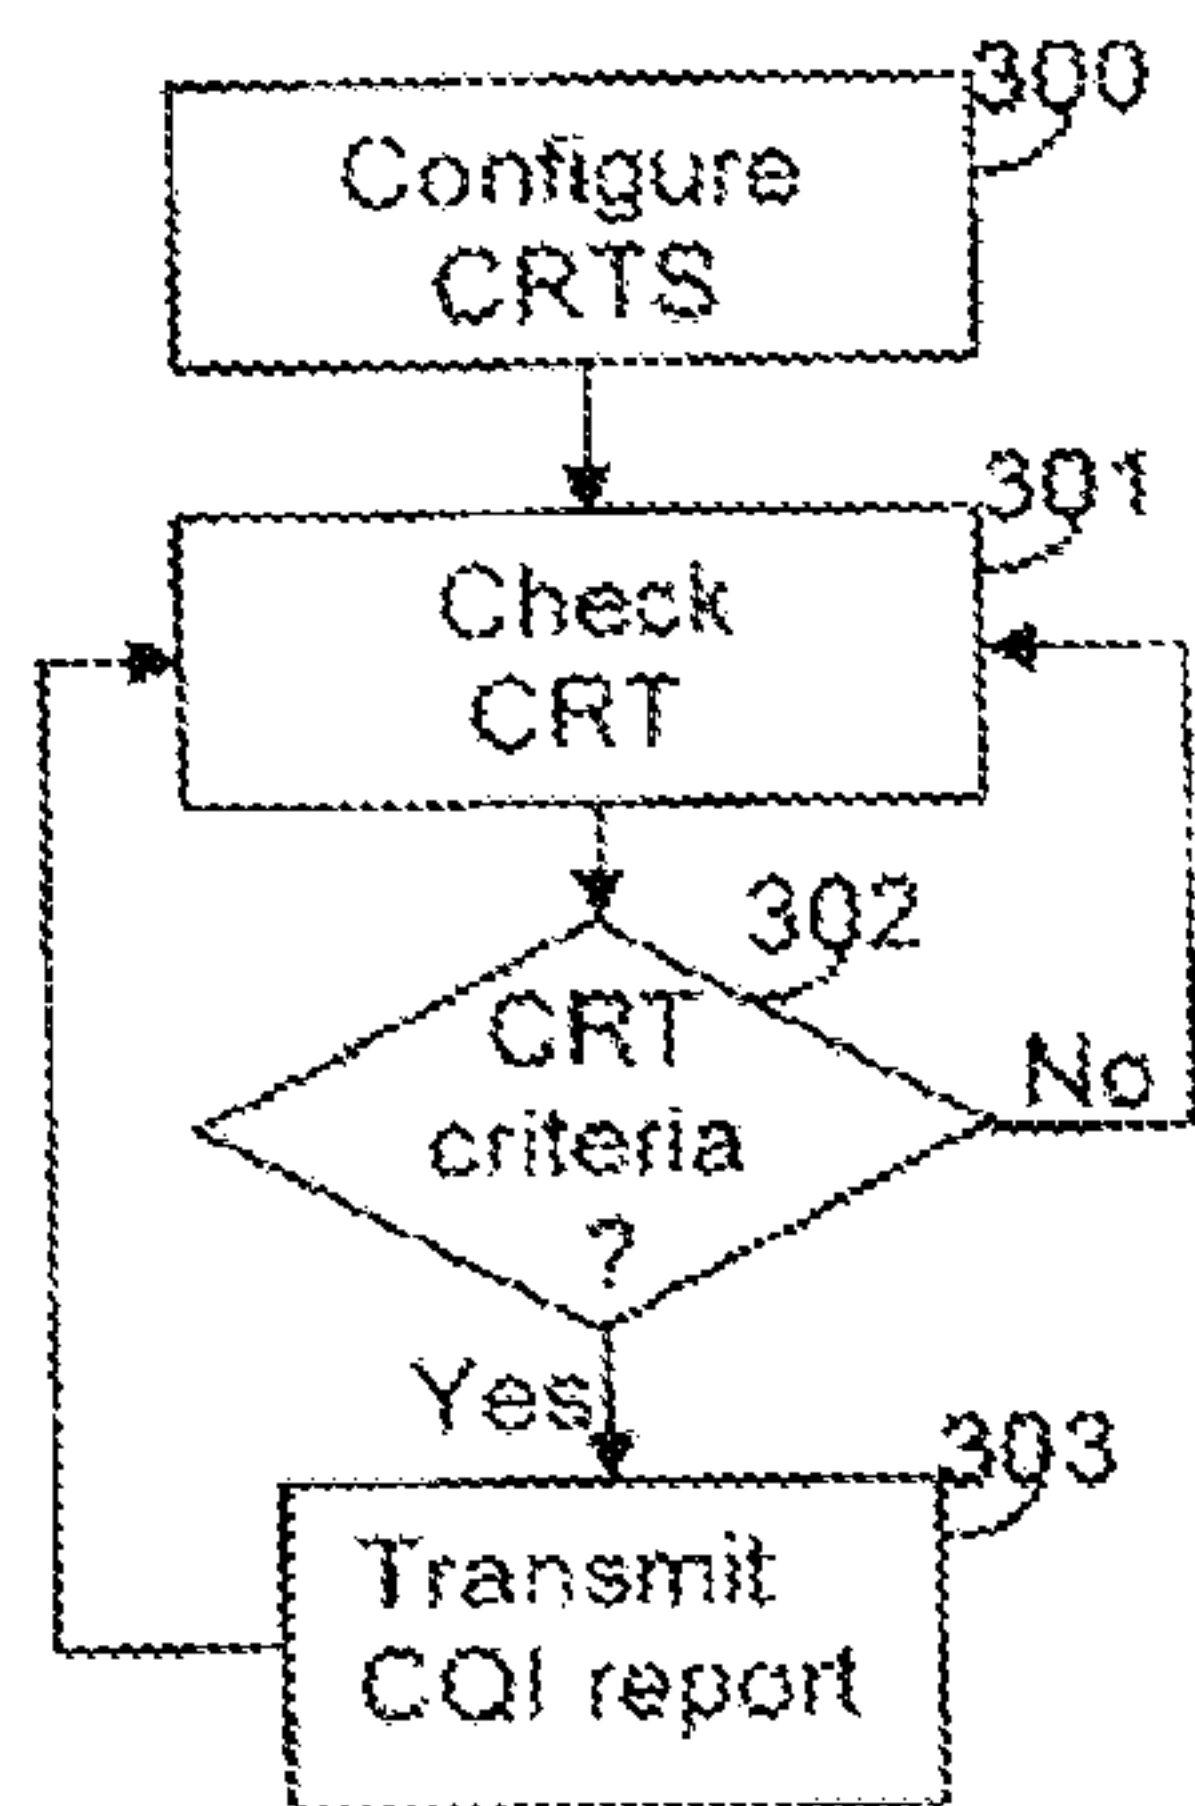 300
Configure
CRTS
301
Check
CRT
302
CRT
criteria
?
No
Yes
303
Transmit
CQI report